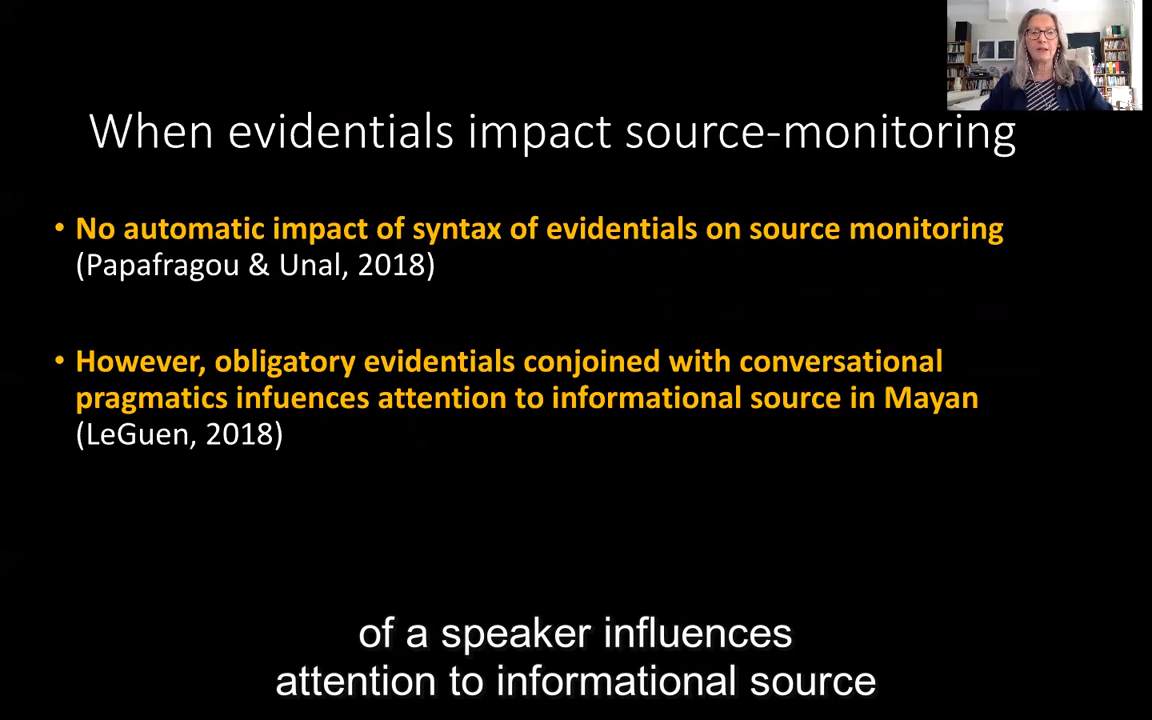 When evidentials impact source-monitoring
• No automatic impact of syntax of evidentials on source monitoring
(Papafragou & Unal, 2018)
• However, obligatory evidentials conjoined with conversational
pragmatics infuences attention to informational source in Mayan
(LeGuen, 2018)
of a speaker influences
attention to informational source